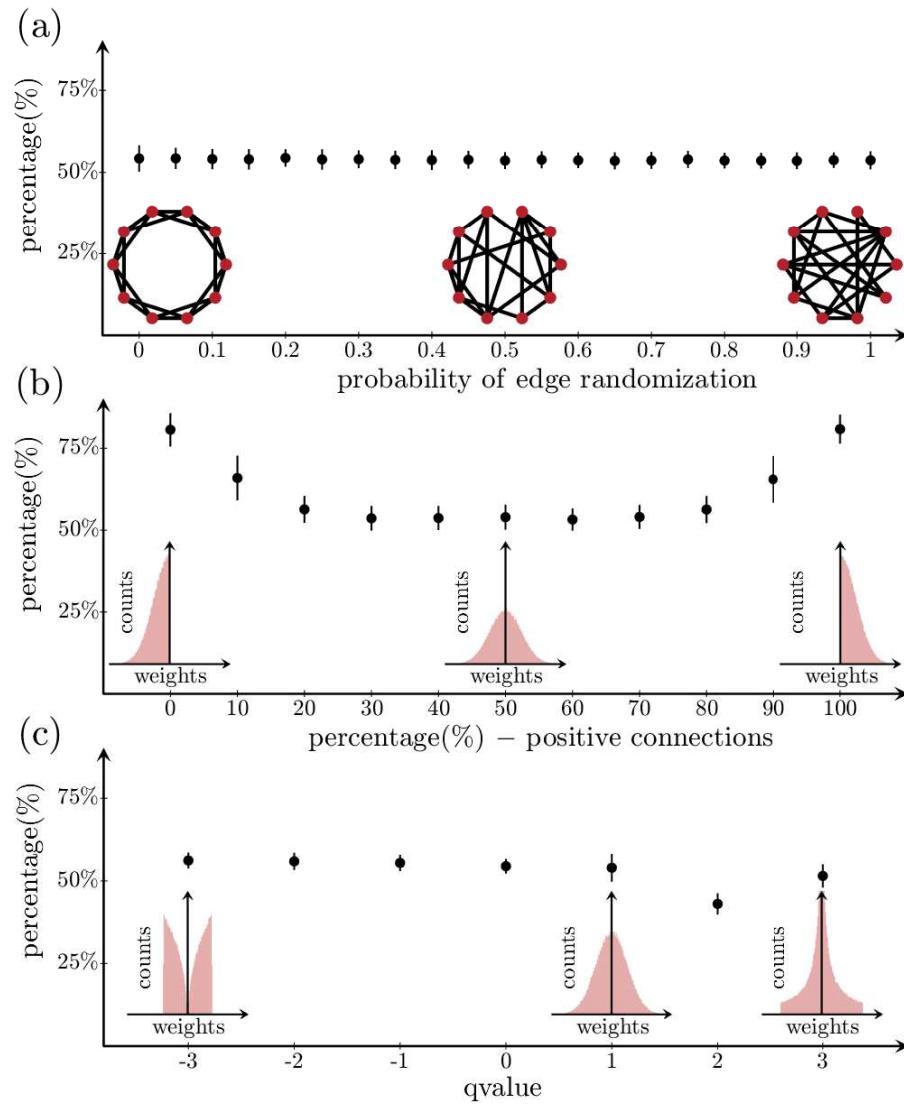 (a)
percentage(%)
75%
50%
25%
0 0.1 0.2 0.3 0.4 0.5 0.6 0.7 0.8 0.9 1
probability of edge randomization
(b)
percentage(%)
75%
50%
25%
counts
weights
counts
weights
counts
weights
0 10 20 30 40 50 60 70 80 90 100
percentage(%) − positive connections
(c)
percentage(%)
75%
50%
25%
counts
weights
counts
weights
counts
weights
-3 -2 -1 0 1 2 3
qvalue